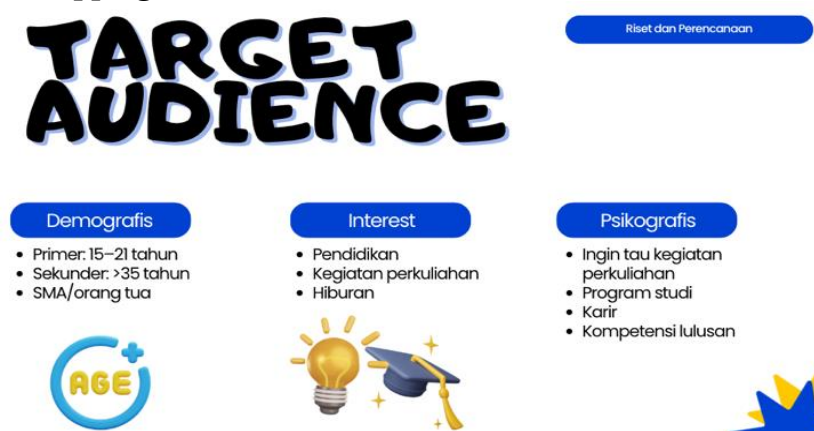 TARGET
AUDIENCE
Riset dan Perencanaan
Demografis
• Primer: 15–21 tahun
• Sekunder: >35 tahun
• SMA/orang tua
AGE
Interest
• Pendidikan
• Kegiatan perkuliahan
• Hiburan
Psikografis
• Ingin tau kegiatan
perkuliahan
• Program studi
• Karir
• Kompetensi lulusan